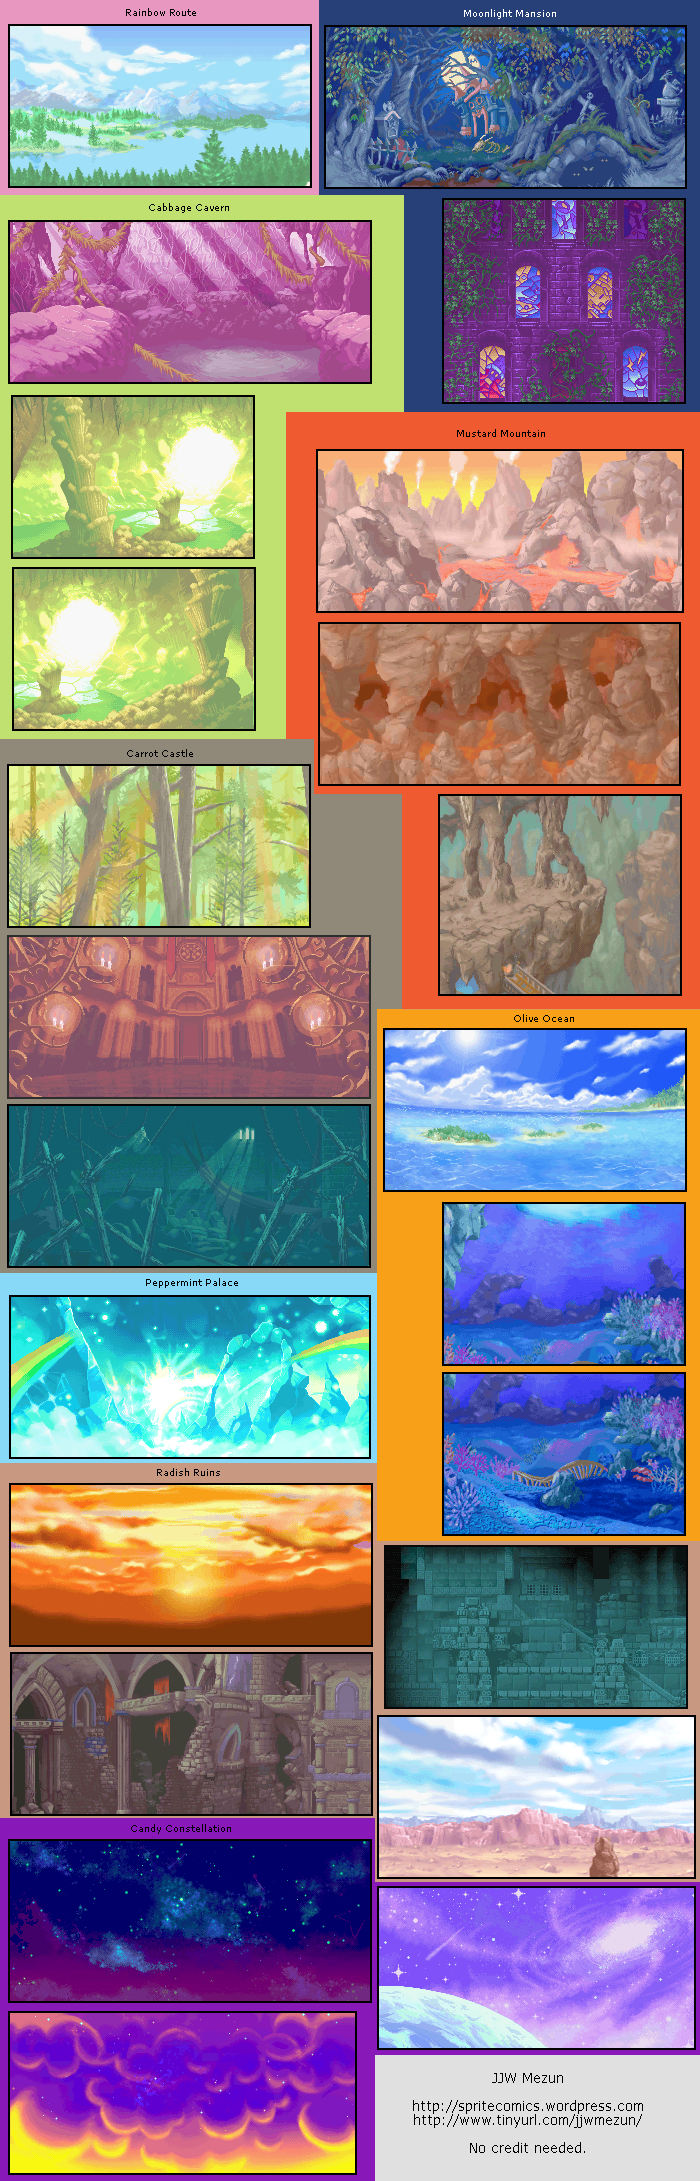 Rainbow Route
Moonlight Mansion
Cabbage Cavern
Mustard Mountain
Carrot Castle
Olive Ocean
Peppermint Palace
Radish Ruins
Candy Constellation
JJW Mezun
http://spritecomics.wordpress.com
http://www.tinyurl.com/jjwmezun/
No credit needed.